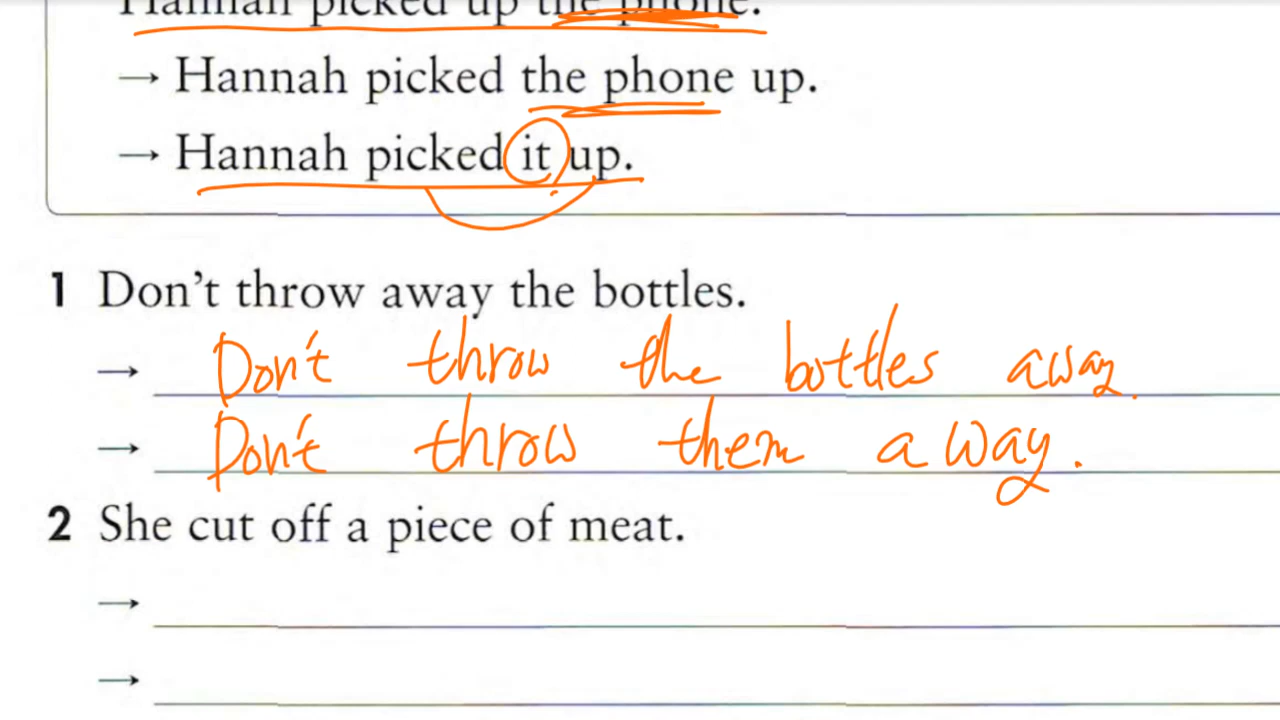 Hannah picked up the phone.
→ Hannah picked the phone up.
→ Hannah picked it up.
1 Don't throw away the bottles.
→ Don't throw the bottles away.
→ Don't throw them away.
2 She cut off a piece of meat.
→
→